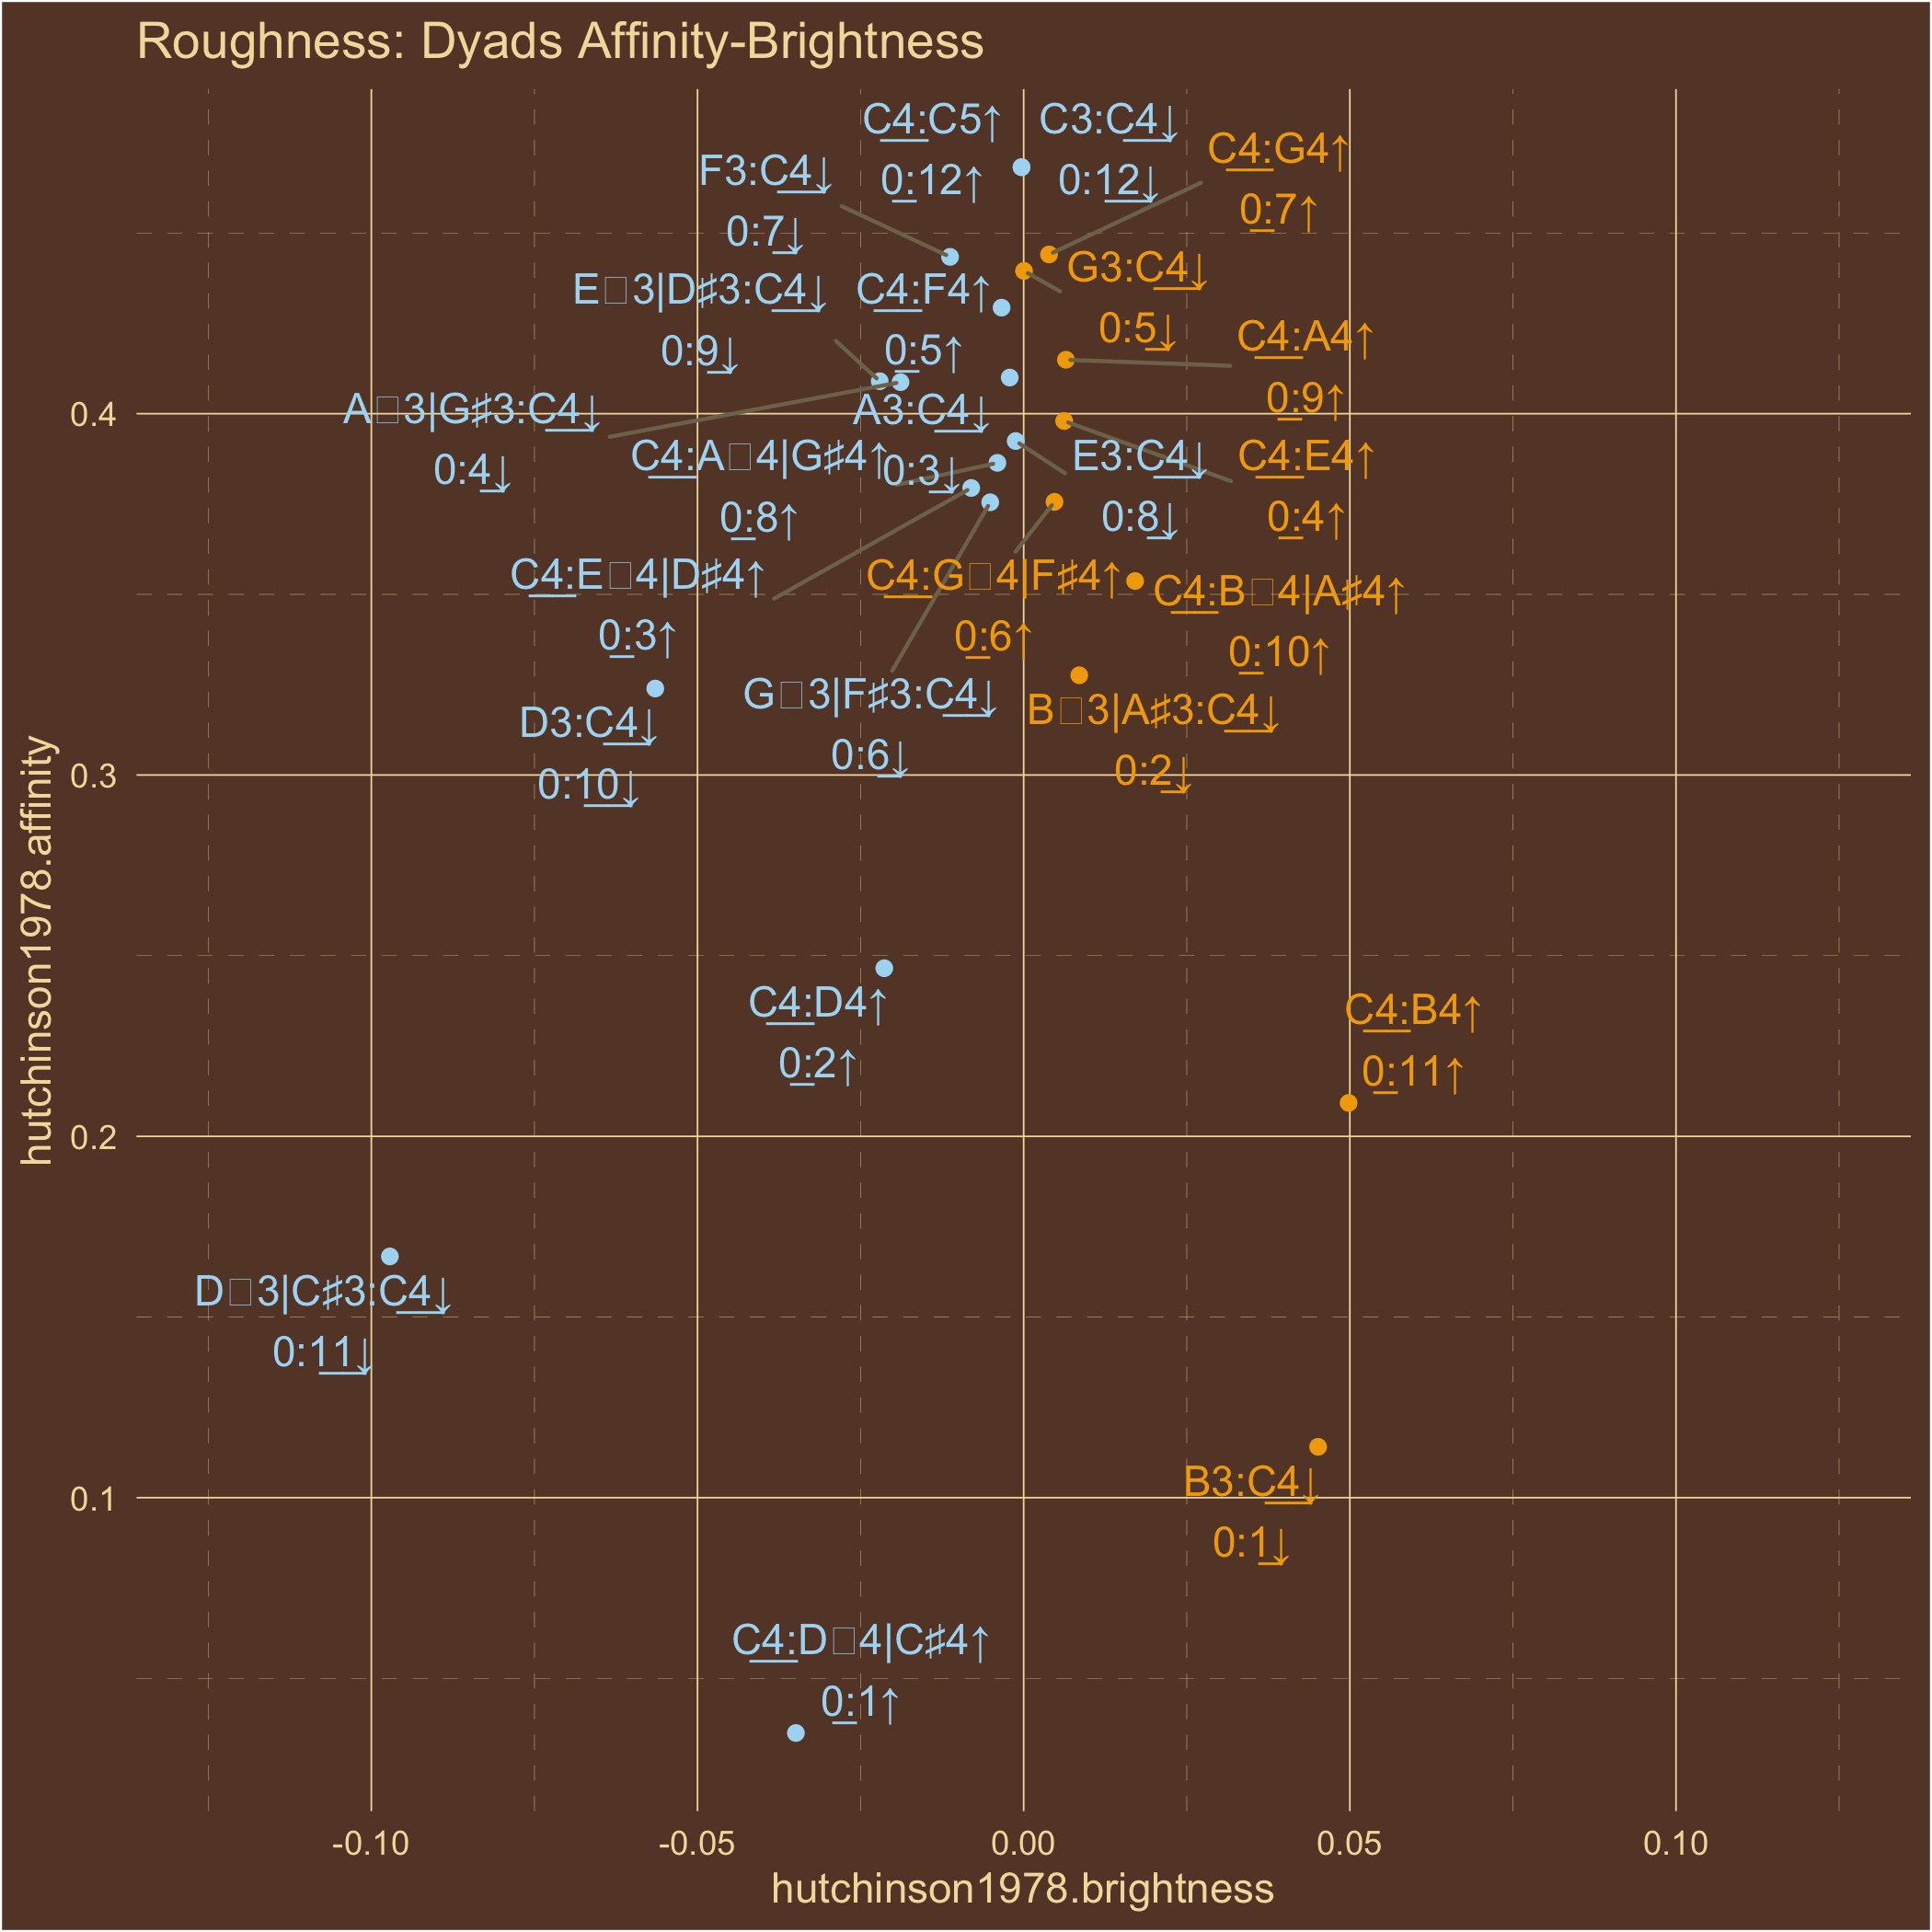 Roughness: Dyads Affinity-Brightness
C4:C5↑
0:12↑
C3:C4↓
0:12↓
C4:G4↑
0:7↑
F3:C4↓
0:7↓
G3:C4↓
0:5↓
E□3|D♯3:C4↓
0:9↓
C4:F4↑
0:5↑
C4:A4↑
0:9↑
A□3|G♯3:C4↓
0:4↓
A3:C4↓
0:3↓
C4:A□4|G♯4↑
0:8↑
E3:C4↓
0:8↓
C4:E4↑
0:4↑
C4:E□4|D♯4↑
0:3↑
C4:G□4|F♯4↑
0:6↑
C4:B□4|A♯4↑
0:10↑
G□3|F♯3:C4↓
0:6↓
D3:C4↓
0:10↓
B□3|A♯3:C4↓
0:2↓
C4:D4↑
0:2↑
C4:B4↑
0:11↑
D□3|C♯3:C4↓
0:11↓
B3:C4↓
0:1↓
C4:D□4|C♯4↑
0:1↑
0.4
0.3
0.2
0.1
hutchinson1978.affinity
-0.10
-0.05
0.00
0.05
0.10
hutchinson1978.brightness